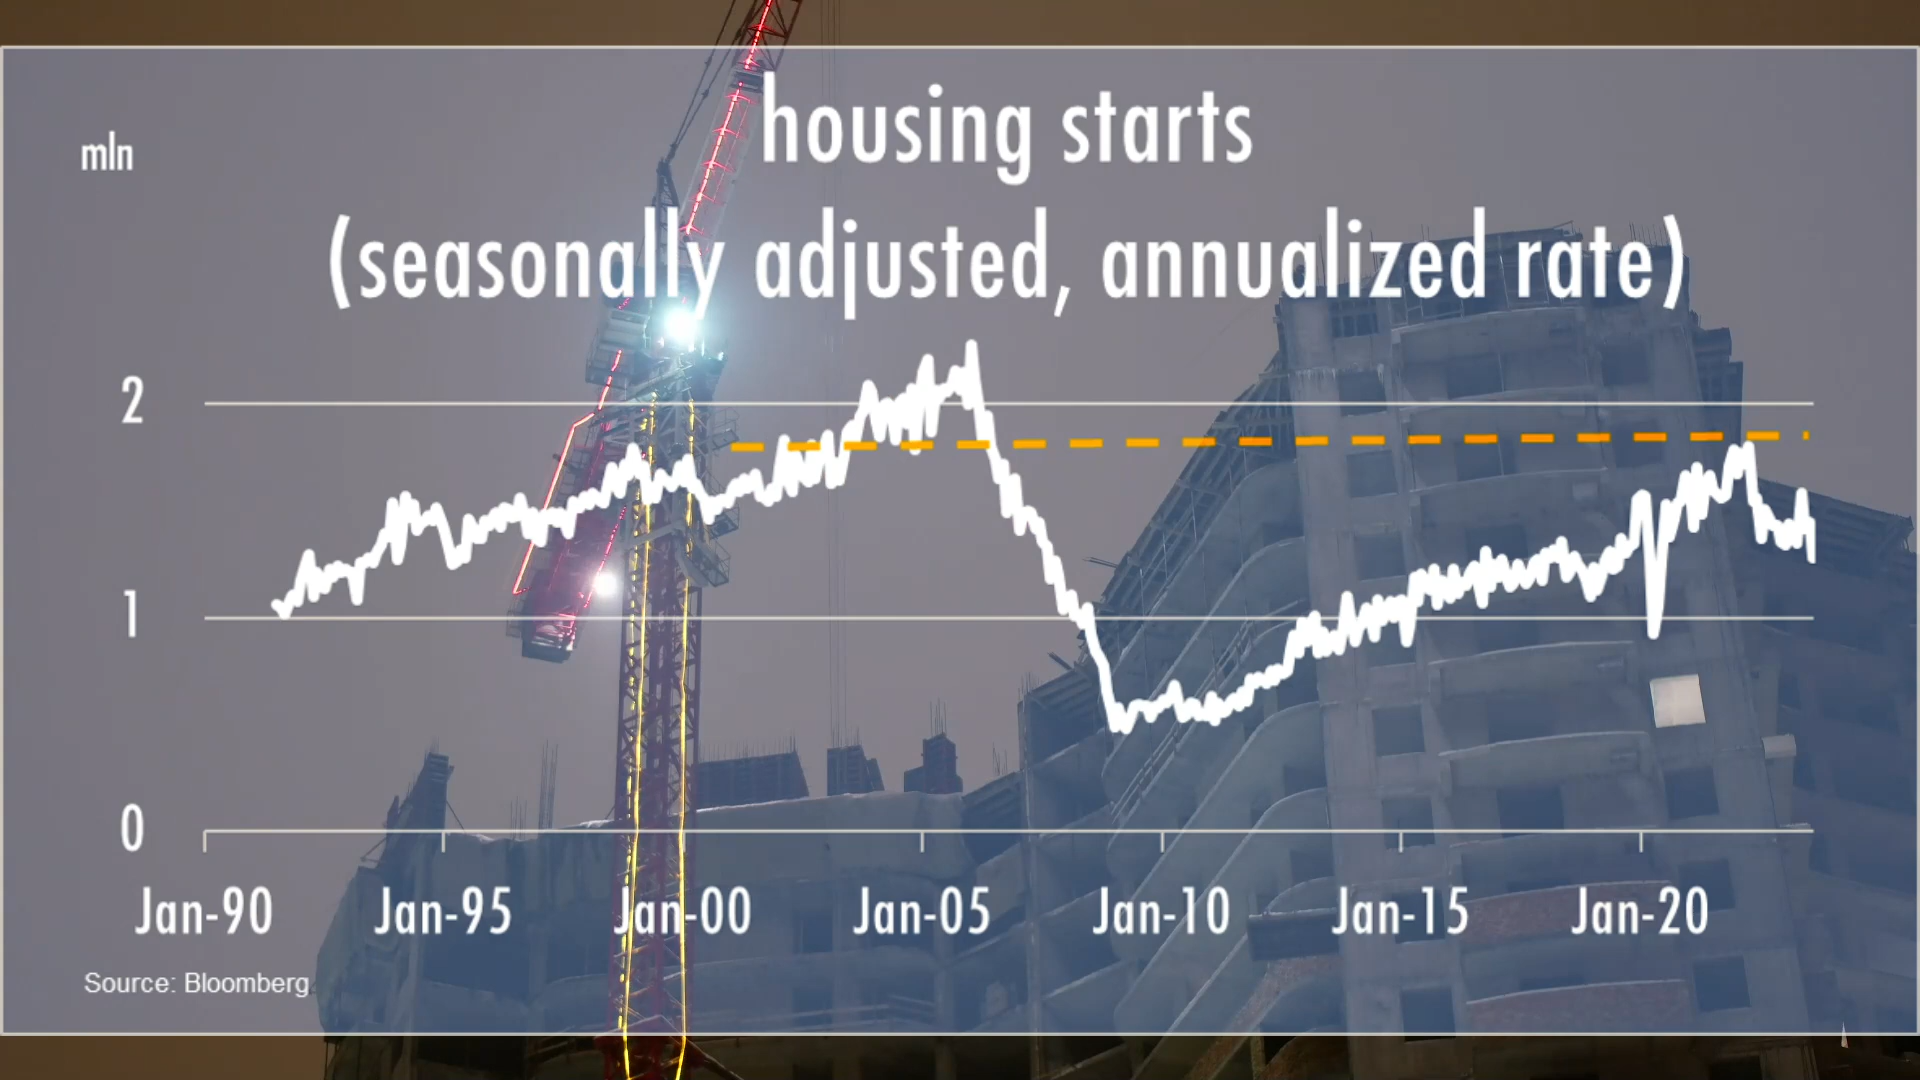 housing starts
mln
(seasonally adjusted, annualized rate)
2
1
0
Jan-90 Jan-95 Jan-00 Jan-05 Jan-10 Jan-15 Jan-20
Source: Bloomberg